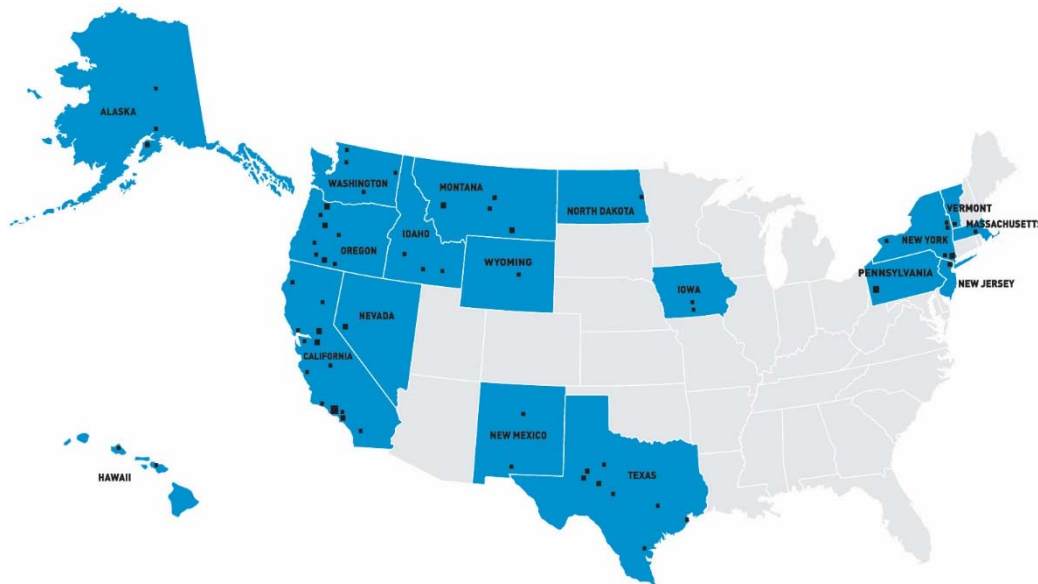 ALASKA
WASHINGTON
MONTANA
NORTH DAKOTA
VERMONT
MASSACHUSETTS
NEW YORK
OREGON
IDAHO
WYOMING
PENNSYLVANIA
NEW JERSEY
IOWA
NEVADA
CALIFORNIA
NEW MEXICO
TEXAS
HAWAII